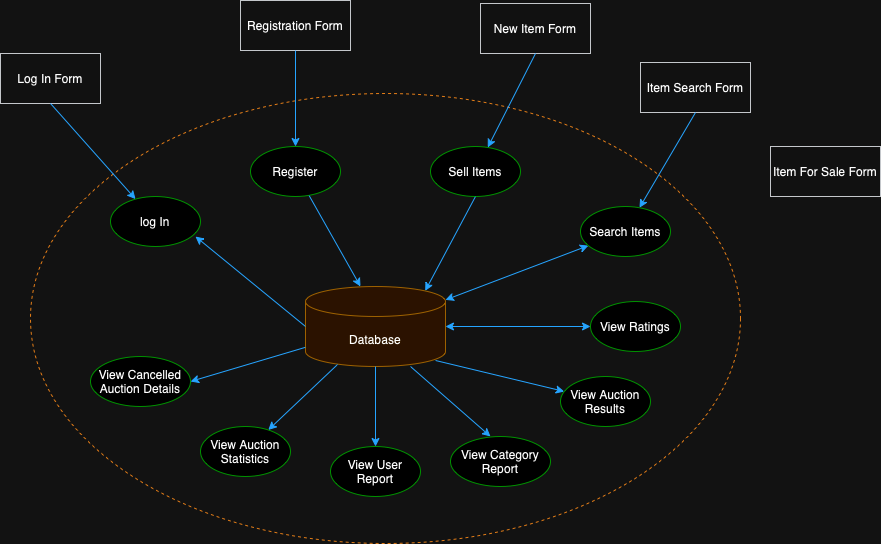 Registration Form
New Item Form
Log In Form
Item Search Form
Item For Sale Form
Register
Sell Items
log In
Search Items
View Ratings
Database
View Cancelled
Auction Details
View Auction
Results
View Auction
Statistics
View Category
Report
View User
Report